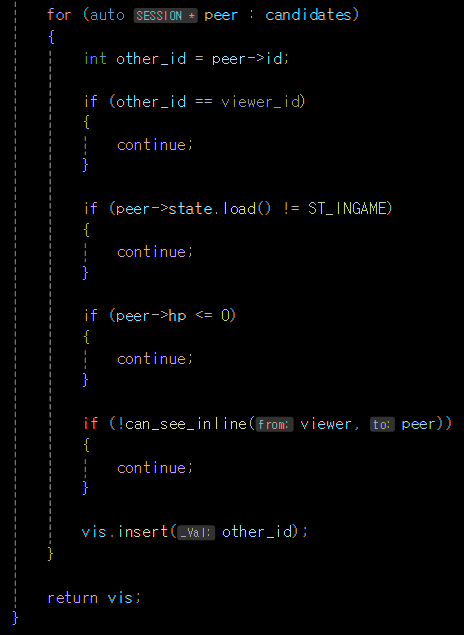 for (auto SESSION * peer : candidates)
{
int other_id = peer->id;
if (other_id == viewer_id)
{
continue;
}
if (peer->state.load() != ST_INGAME)
{
continue;
}
if (peer->hp <= 0)
{
continue;
}
if (!can_see_inline(from: viewer, to: peer))
{
continue;
}
vis.insert(_Val: other_id);
}
return vis;
}